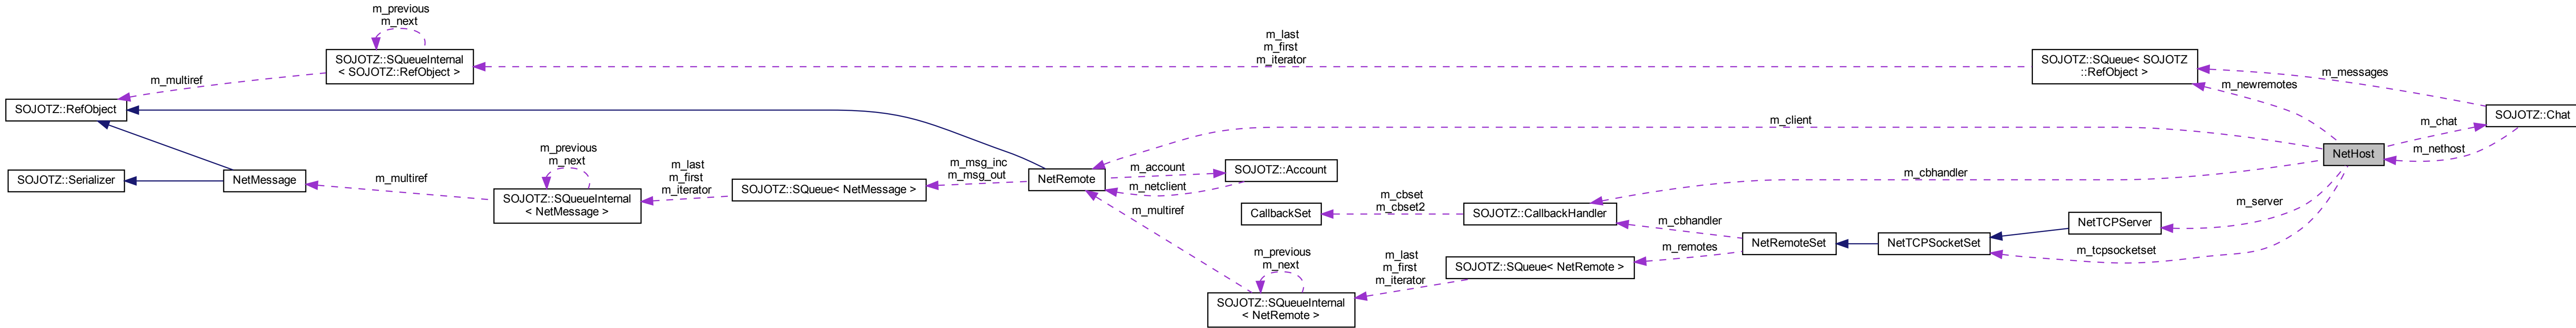 m_previous
m_next
SOJOTZ::SQueueInternal
< SOJOTZ::RefObject >
m_last
m_first
m_iterator
SOJOTZ::SQueue< SOJOTZ
::RefObject >
m_multiref
m_messages
m_newremotes
SOJOTZ::RefObject
m_client
m_chat
SOJOTZ::Chat
m_nethost
NetHost
SOJOTZ::Serializer
NetMessage
m_multiref
m_previous
m_next
SOJOTZ::SQueueInternal
< NetMessage >
m_last
m_first
m_iterator
SOJOTZ::SQueue< NetMessage >
m_msg_inc
m_msg_out
NetRemote
m_account
m_netclient
SOJOTZ::Account
m_multiref
CallbackSet
m_cbset
m_cbset2
SOJOTZ::CallbackHandler
m_cbhandler
m_cbhandler
m_server
NetTCPServer
m_remotes
NetRemoteSet
NetTCPSocketSet
m_tcpsocketset
m_previous
m_next
SOJOTZ::SQueueInternal
< NetRemote >
m_last
m_first
m_iterator
SOJOTZ::SQueue< NetRemote >